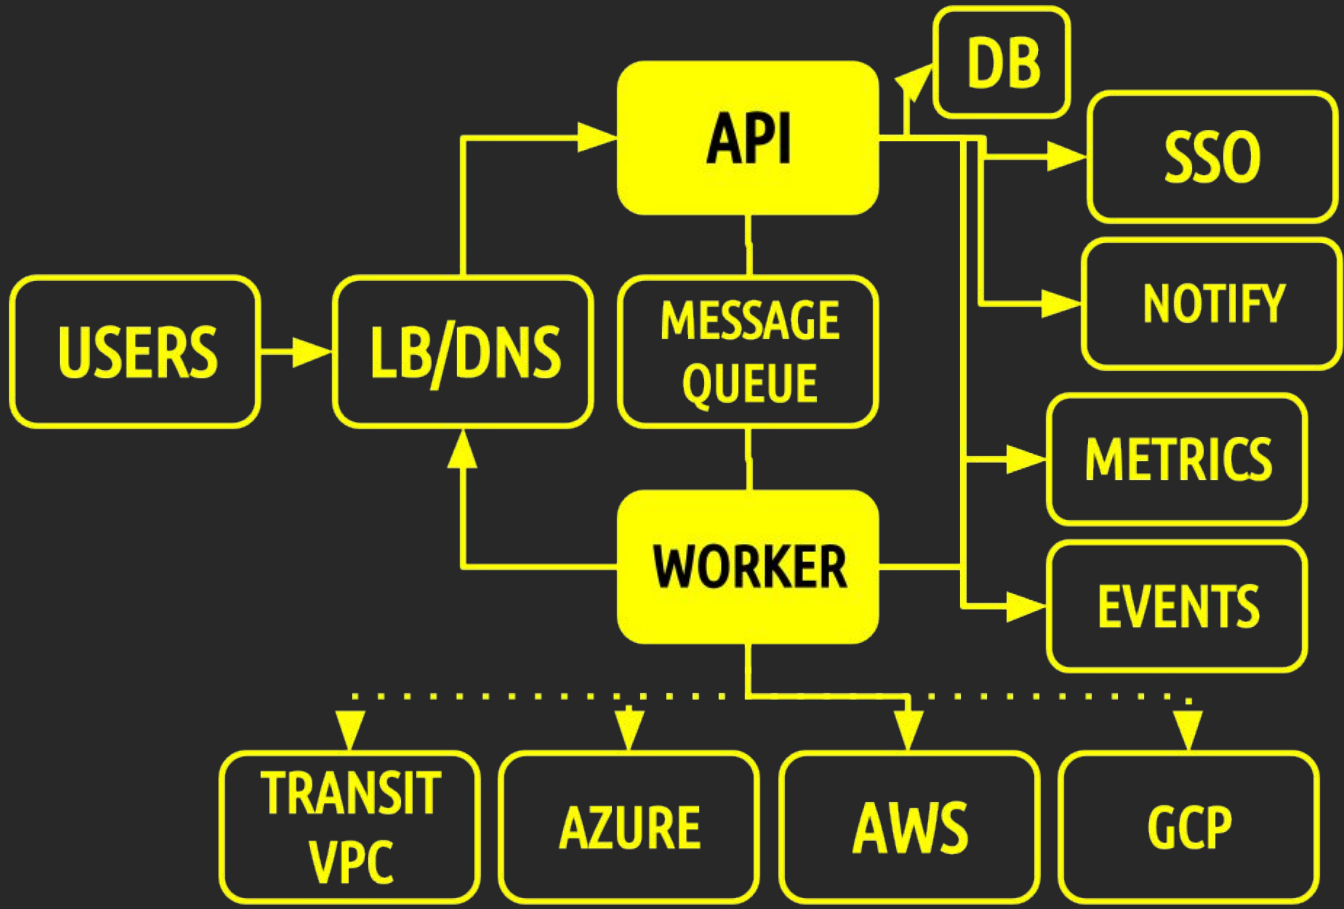 DB
API
SSO
USERS
LB/DNS
MESSAGE
QUEUE
NOTIFY
METRICS
WORKER
EVENTS
TRANSIT
VPC
AZURE
AWS
GCP